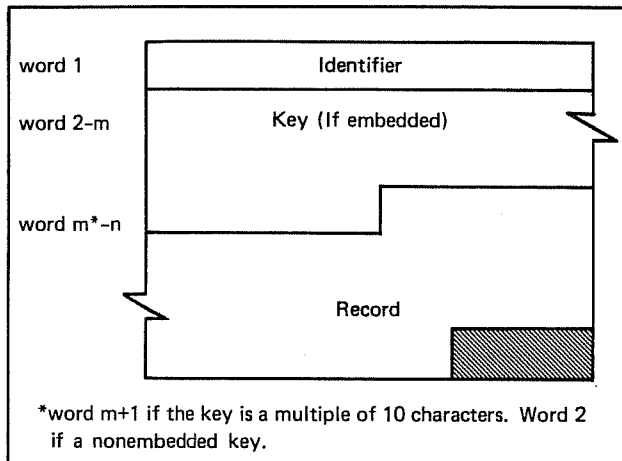 word 1
Identifier
word 2-m
Key (If embedded)
word m*-n
Record
*word m+1 if the key is a multiple of 10 characters. Word 2
if a nonembedded key.